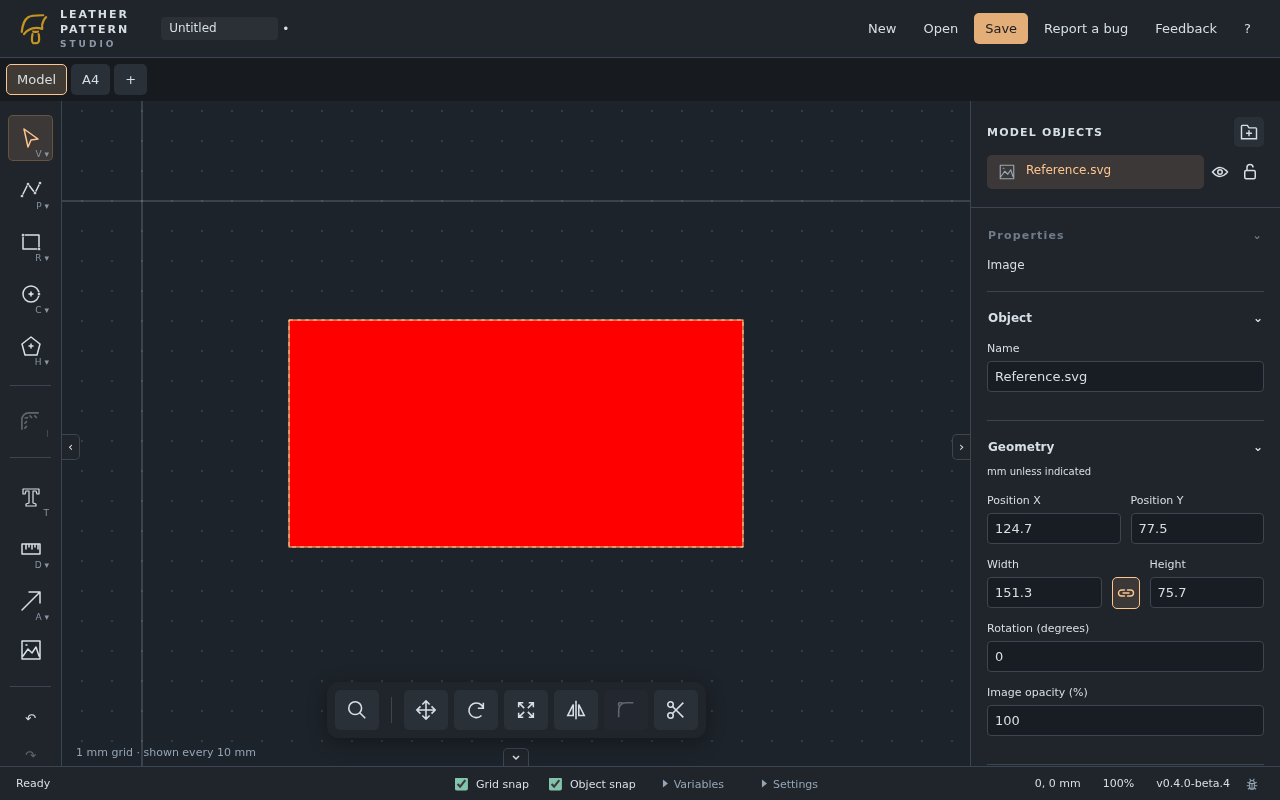 LEATHER
PATTERN
STUDIO
Untitled •
New Open Save Report a bug Feedback ?
Model A4 +
V ▾
P ▾
R ▾
C ▾
H ▾
I
T
D ▾
A ▾
MODEL OBJECTS
Reference.svg
Properties
Image
Object
Name
Reference.svg
Geometry
mm unless indicated
Position X Position Y
124.7 77.5
Width Height
151.3 75.7
Rotation (degrees)
0
Image opacity (%)
100
1 mm grid · shown every 10 mm
Ready Grid snap Object snap Variables Settings 0, 0 mm 100% v0.4.0-beta.4